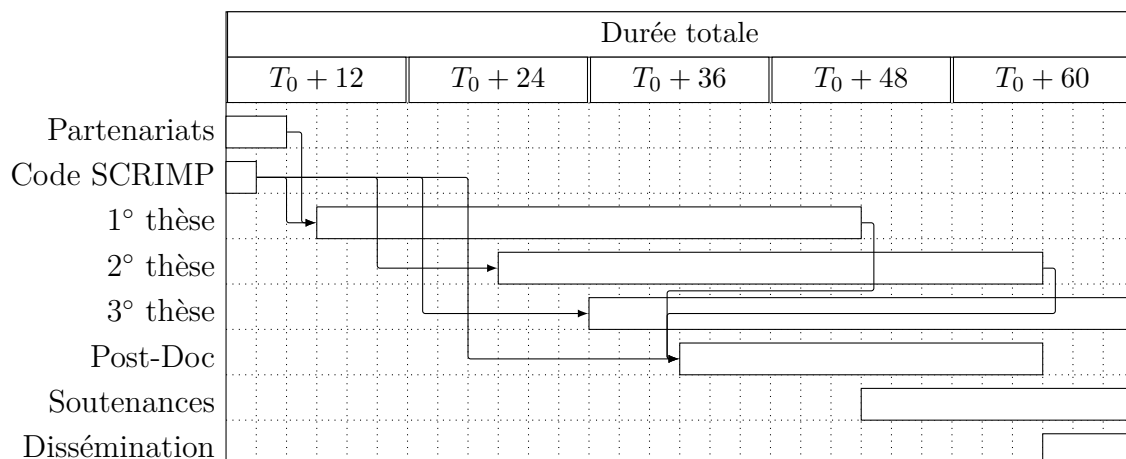 Durée totale
T₀ + 12 T₀ + 24 T₀ + 36 T₀ + 48 T₀ + 60
Partenariats
Code SCRIMP
1° thèse
2° thèse
3° thèse
Post-Doc
Soutenances
Dissémination